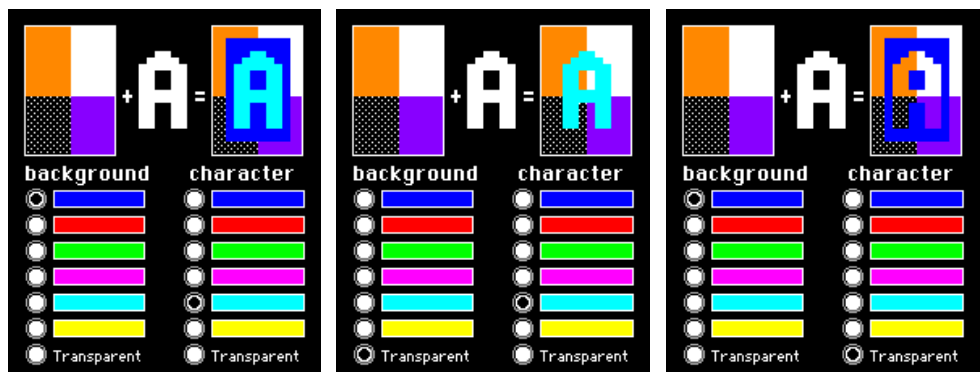 + A = A
background character
Transparent Transparent
+ A = A
background character
Transparent Transparent
+ A = A
background character
Transparent Transparent